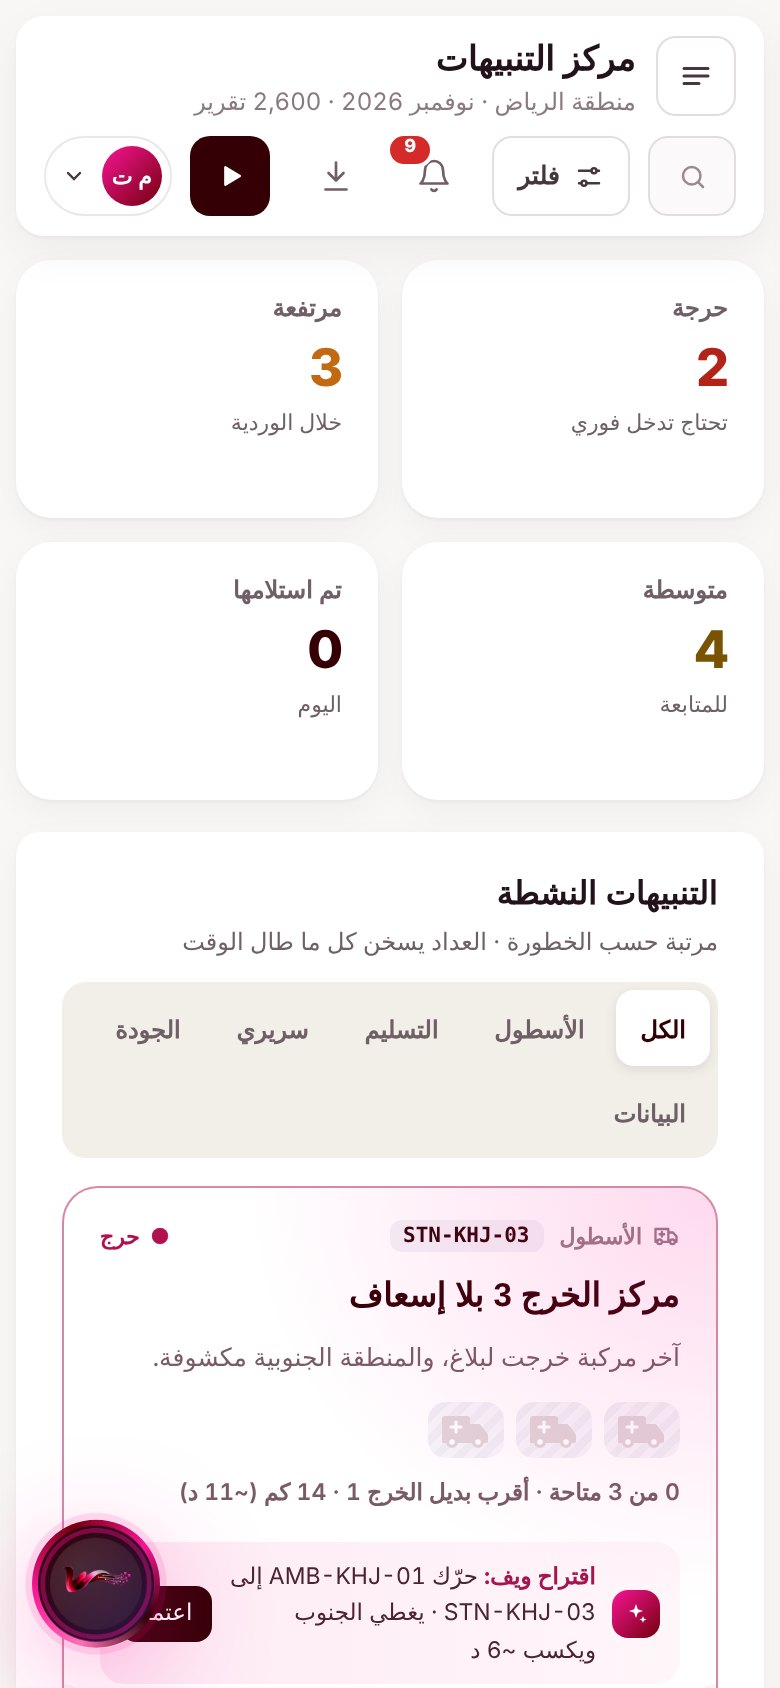 مركز التنبيهات
منطقة الرياض · نوفمبر 2026 · 2,600 تقرير
فلتر
9
م ت
حرجة
2
تحتاج تدخل فوري
مرتفعة
3
خلال الوردية
متوسطة
4
للمتابعة
تم استلامها
0
اليوم
التنبيهات النشطة
مرتبة حسب الخطورة · العداد يسخن كل ما طال الوقت
الكل
الأسطول
التسليم
سريري
الجودة
البيانات
الأسطول STN-KHJ-03
حرج
مركز الخرج 3 بلا إسعاف
آخر مركبة خرجت لبلاغ، والمنطقة الجنوبية مكشوفة.
0 من 3 متاحة · أقرب بديل الخرج 1 · 14 كم (~11 د)
اقتراح ويف: حرّك AMB-KHJ-01 إلى
STN-KHJ-03 · يغطي الجنوب
ويكسب ~6 د